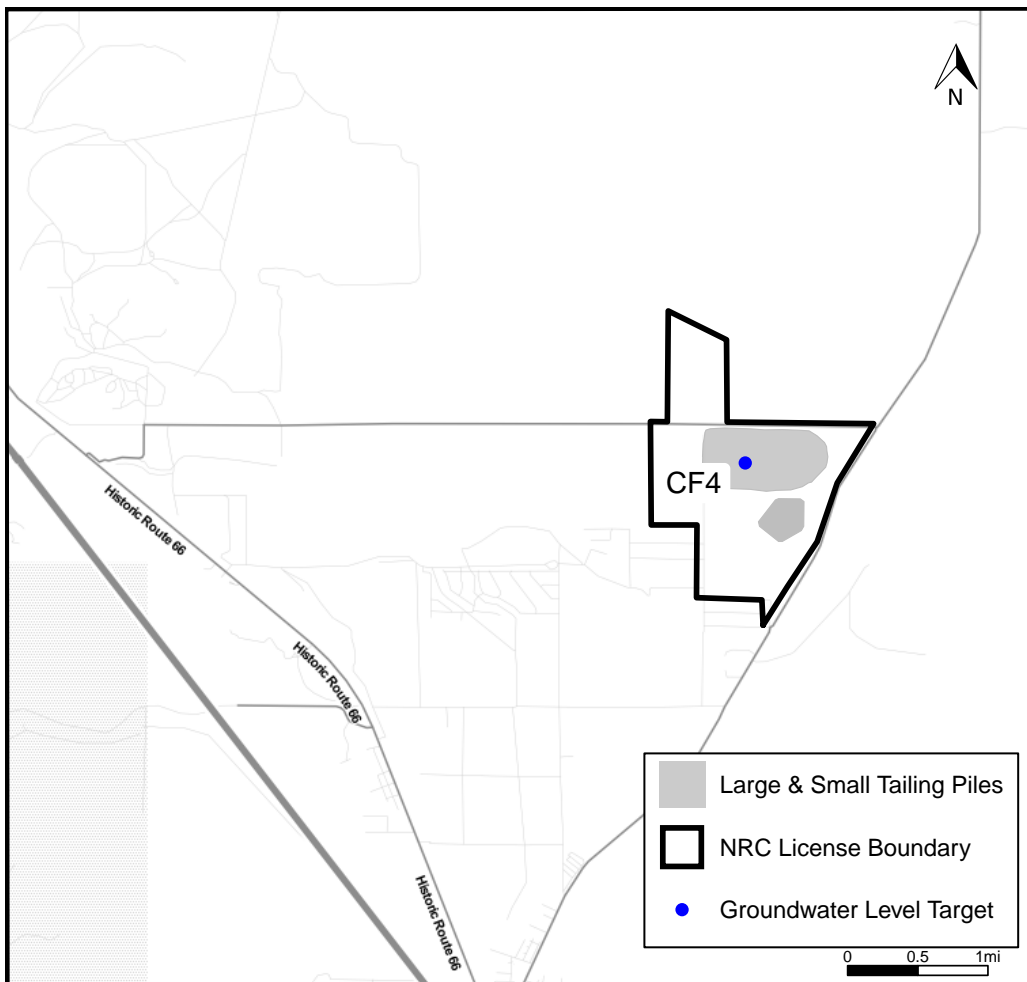 N
CF4
Historic Route 66
Historic Route 66
Historic Route 66
Large & Small Tailing Piles
NRC License Boundary
Groundwater Level Target
0 0.5 1mi